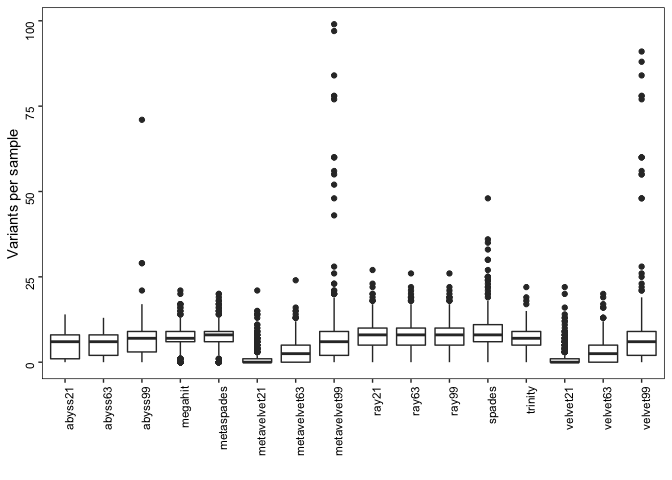 Variants per sample
100
75
50
25
0
abyss21
abyss63
abyss99
megahit
metaspades
metavelvet21
metavelvet63
metavelvet99
ray21
ray63
ray99
spades
trinity
velvet21
velvet63
velvet99